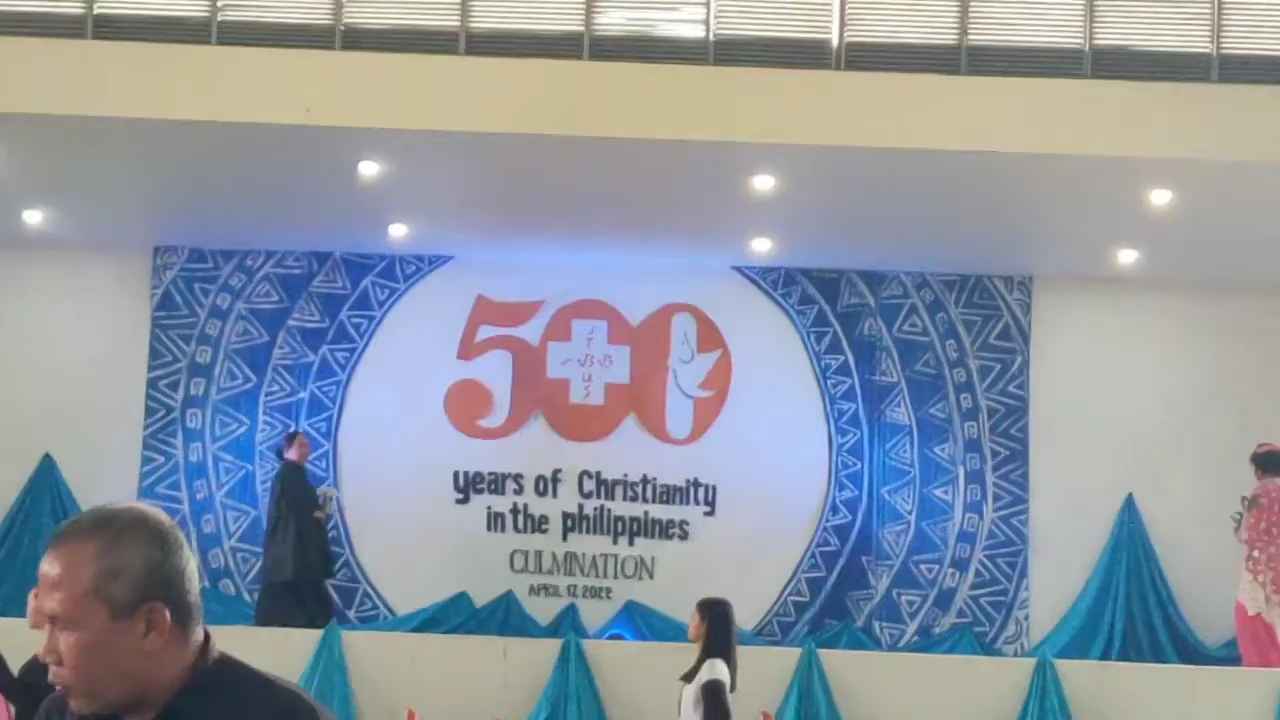 500
years of Christianity
in the philippines
CULMINATION
APRIL 17, 2022